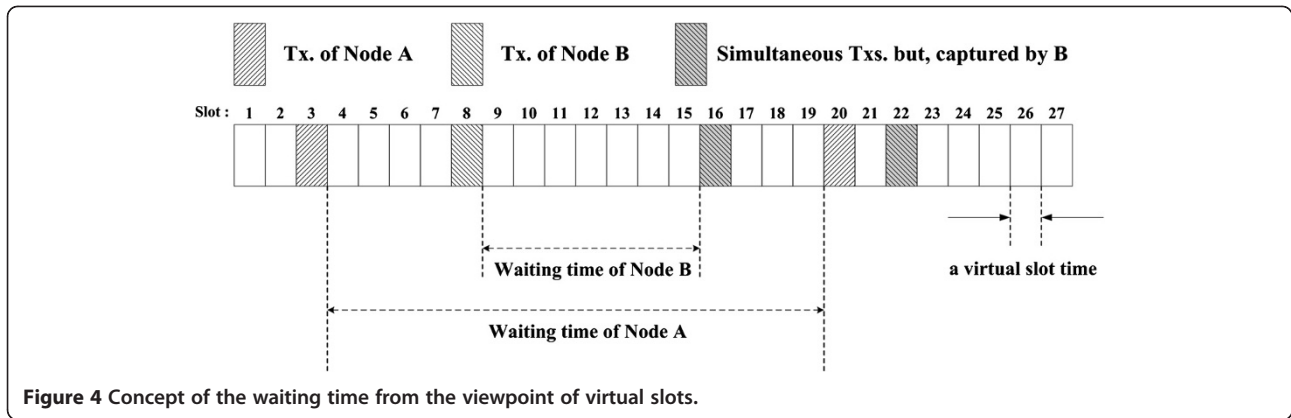 Tx. of Node A Tx. of Node B Simultaneous Txs. but, captured by B
Slot : 1 2 3 4 5 6 7 8 9 10 11 12 13 14 15 16 17 18 19 20 21 22 23 24 25 26 27
Waiting time of Node B a virtual slot time
Waiting time of Node A
Figure 4 Concept of the waiting time from the viewpoint of virtual slots.